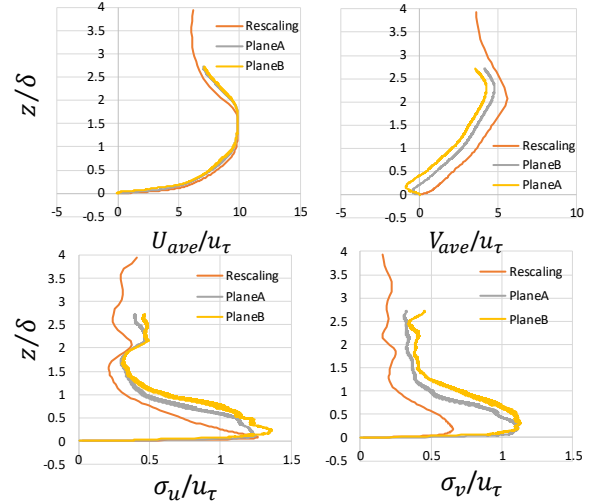 z/δ
4
3.5
3
2.5
2
1.5
1
0.5
0
-0.5
-5 0 5 10 15
Rescaling
PlaneA
PlaneB
U_ave/u_τ
4
3.5
3
2.5
2
1.5
1
0.5
0
-0.5
-5 0 5 10
Rescaling
PlaneB
PlaneA
V_ave/u_τ
z/δ
4
3.5
3
2.5
2
1.5
1
0.5
0
-0.5
0 0.5 1 1.5
Rescaling
PlaneA
PlaneB
σ_u/u_τ
4
3.5
3
2.5
2
1.5
1
0.5
0
-0.5
0 0.5 1 1.5
Rescaling
PlaneA
PlaneB
σ_v/u_τ